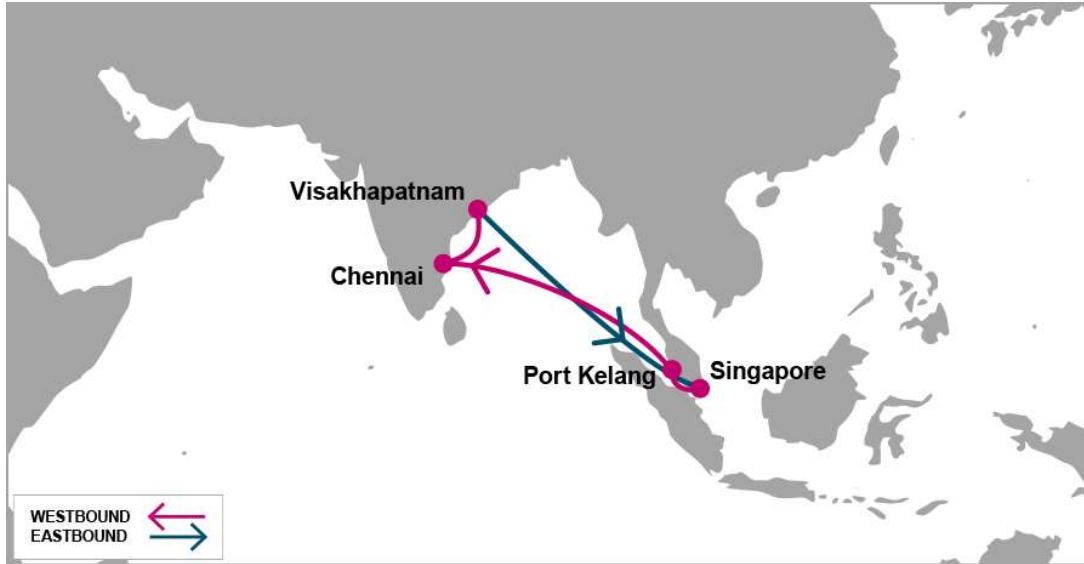 Visakhapatnam
Chennai
Port Kelang
Singapore
WESTBOUND
EASTBOUND